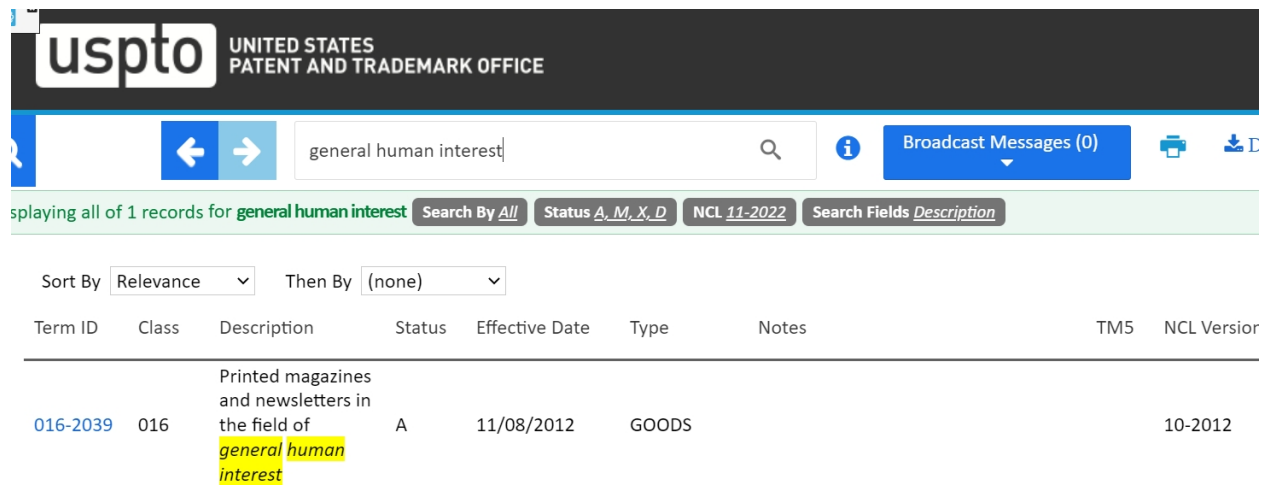 uspto UNITED STATES
PATENT AND TRADEMARK OFFICE
general human interest
Broadcast Messages (0)
splaying all of 1 records for general human interest Search By All Status A, M, X, D NCL 11-2022 Search Fields Description
Sort By Relevance Then By (none)
Term ID Class Description Status Effective Date Type Notes TM5 NCL Version
Printed magazines
and newsletters in
016-2039 016 the field of A 11/08/2012 GOODS 10-2012
general human
interest